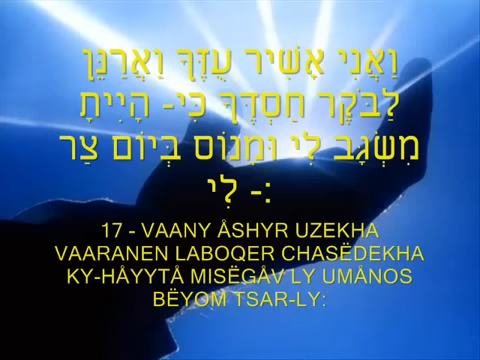 וַאֲנִי אָשִׁיר עֻזֶּךָ וַאֲרַנֵּן
לַבֹּקֶר חַסְדֶּךָ כִּי- הָיִיתָ
מִשְׂגָּב לִי וּמָנוֹס בְּיוֹם צַר
- לִי:
17 - VAANY ÅSHYR UZEKHA
VAARANEN LABOQER CHASËDEKHA
KY-HÅYYTÅ MISËGÅV LY UMÅNOS
BËYOM TSAR-LY: